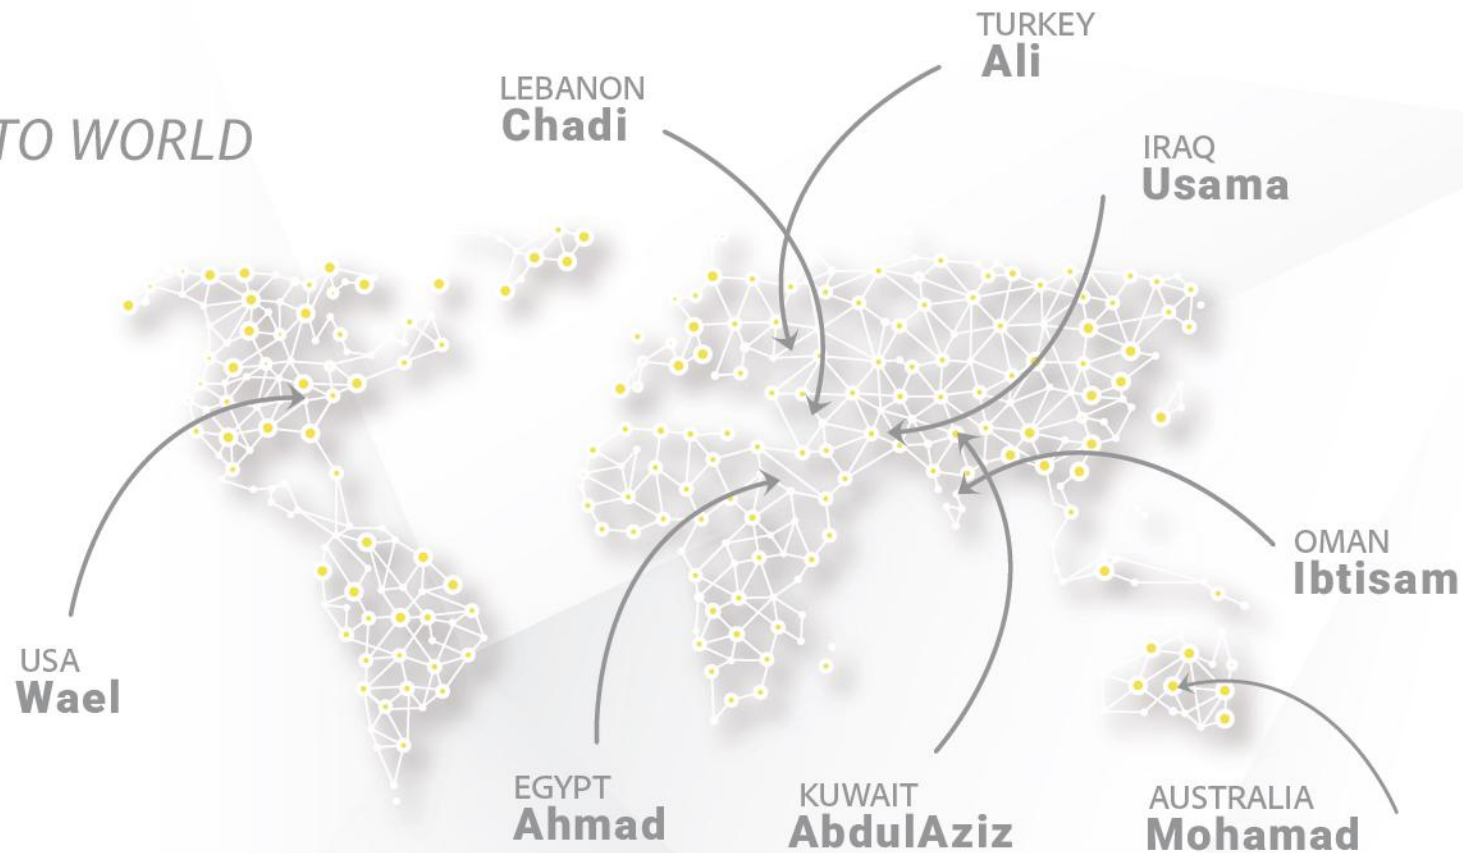 TURKEY
Ali
LEBANON
Chadi
TO WORLD
IRAQ
Usama
OMAN
Ibtisam
USA
Wael
EGYPT
Ahmad
KUWAIT
AbdulAziz
AUSTRALIA
Mohamad